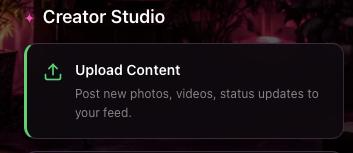 Creator Studio
Upload Content
Post new photos, videos, status updates to
your feed.